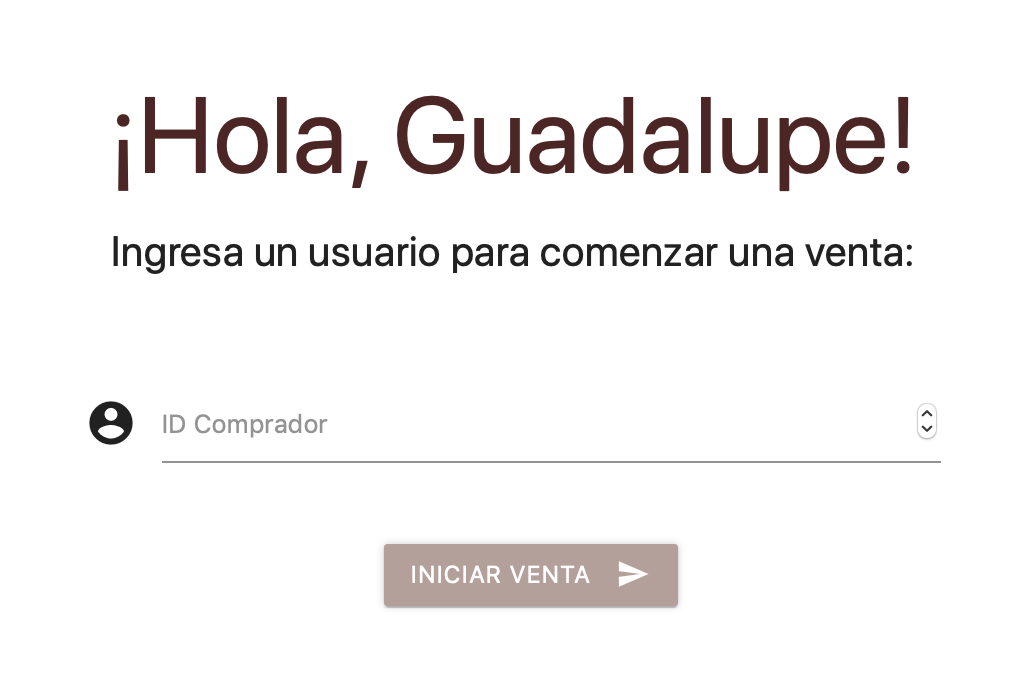 ¡Hola, Guadalupe!
Ingresa un usuario para comenzar una venta:
ID Comprador
INICIAR VENTA